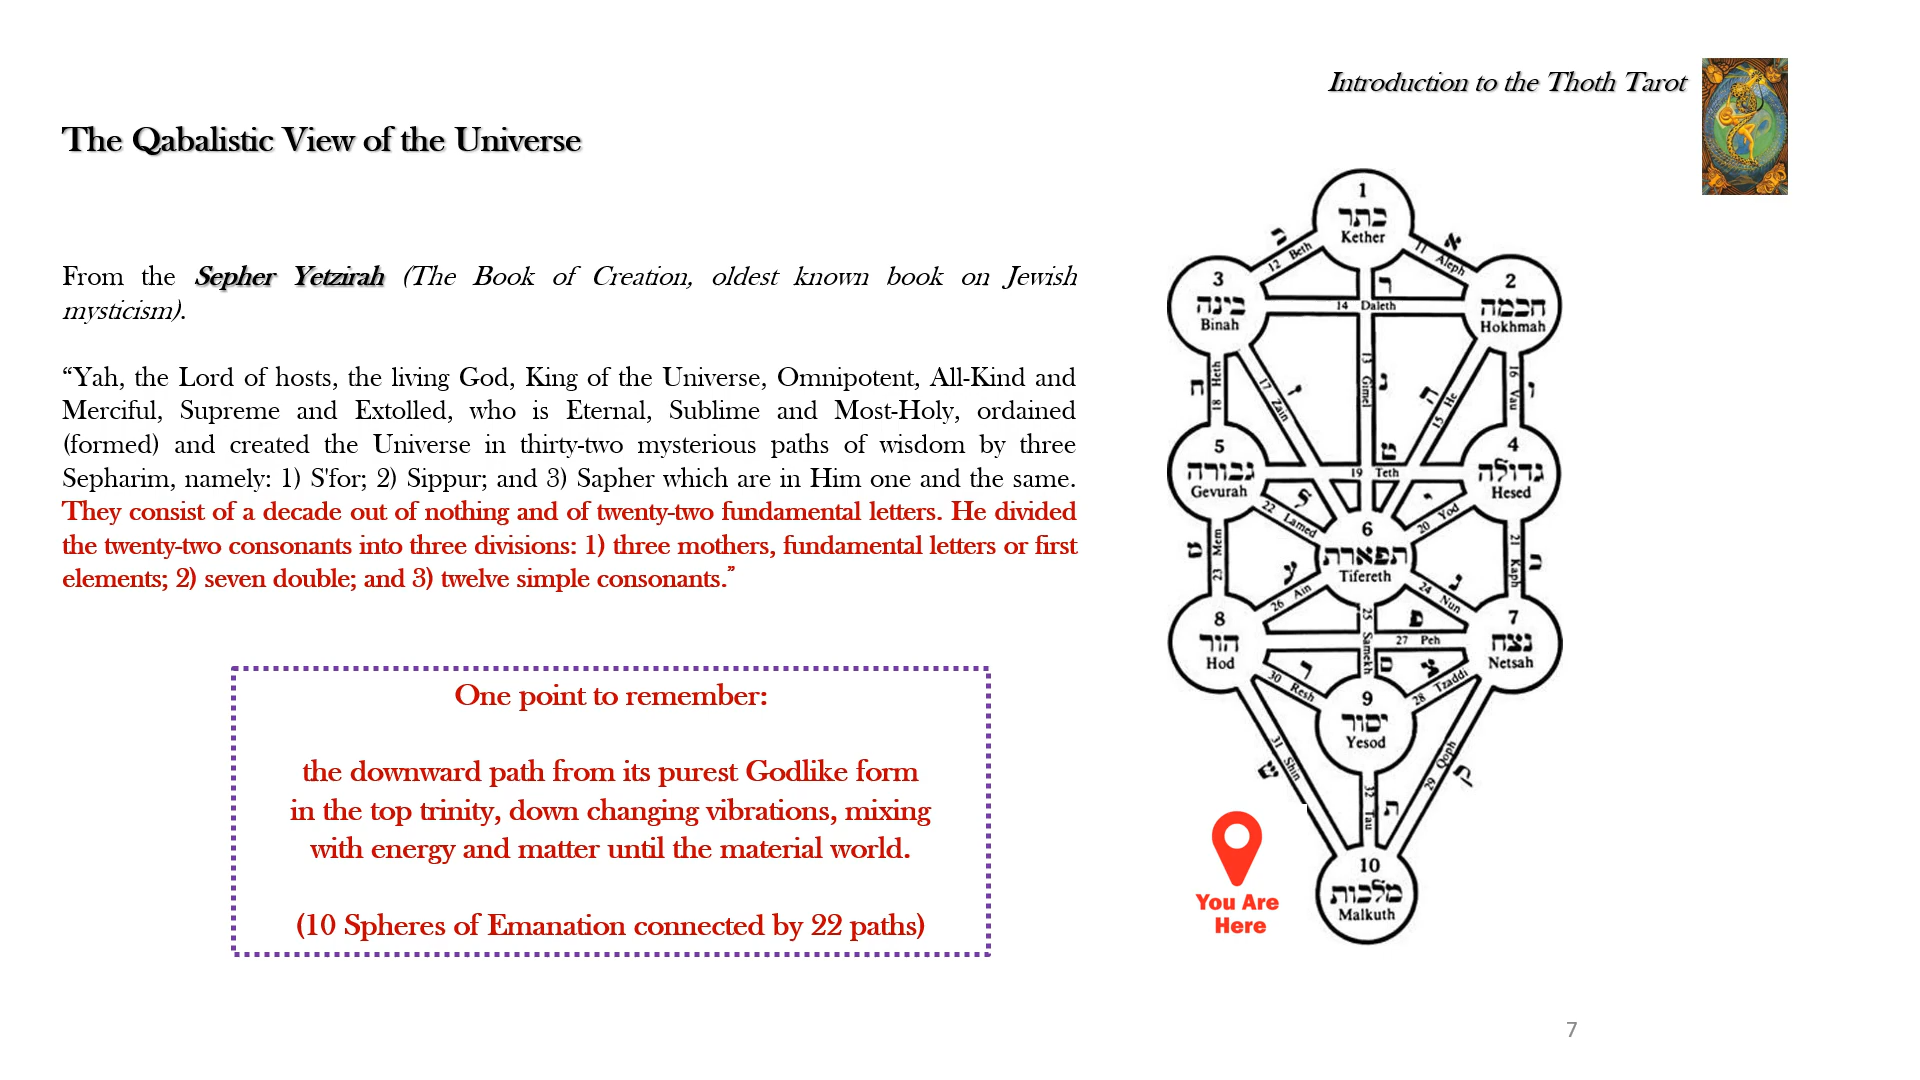 Introduction to the Thoth Tarot
The Qabalistic View of the Universe
From the Sepher Yetzirah (The Book of Creation, oldest known book on Jewish
mysticism).
“Yah, the Lord of hosts, the living God, King of the Universe, Omnipotent, All-Kind and
Merciful, Supreme and Extolled, who is Eternal, Sublime and Most-Holy, ordained
(formed) and created the Universe in thirty-two mysterious paths of wisdom by three
Sepharim, namely: 1) S'for; 2) Sippur; and 3) Sapher which are in Him one and the same.
They consist of a decade out of nothing and of twenty-two fundamental letters. He divided
the twenty-two consonants into three divisions: 1) three mothers, fundamental letters or first
elements; 2) seven double; and 3) twelve simple consonants.”
One point to remember:
the downward path from its purest Godlike form
in the top trinity, down changing vibrations, mixing
with energy and matter until the material world.
(10 Spheres of Emanation connected by 22 paths)
1
כתר
Kether
12 Beth
11 Aleph
א
3
בינה
Binah
2
חכמה
Hokhmah
14 Daleth
13 Gimel
ג
18 Heth
ח
17 Zain
ז
15 He
ה
16 Vau
ו
5
גבורה
Gevurah
4
גדולה
Hesed
19 Teth
ט
22 Lamed
ל
20 Yod
י
6
תפארת
Tifereth
23 Mem
21 Kaph
כ
26 Ain
ע
24 Nun
נ
25 Samekh
ס
27 Peh
פ
8
הוד
Hod
7
נצח
Netsah
30 Resh
ר
28 Tzaddi
צ
9
יסוד
Yesod
31 Shin
ש
29 Qoph
ק
32 Tau
ת
10
מלכות
Malkuth
You Are
Here
7